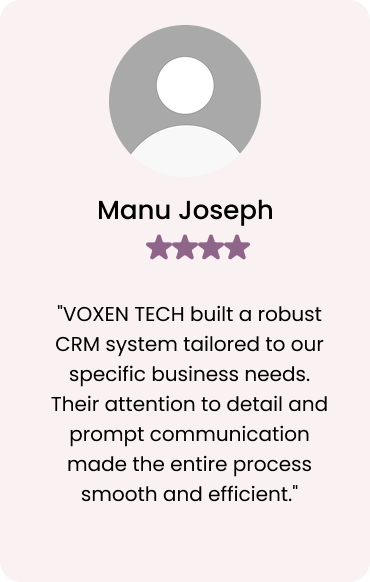 Manu Joseph
"VOXEN TECH built a robust
CRM system tailored to our
specific business needs.
Their attention to detail and
prompt communication
made the entire process
smooth and efficient."